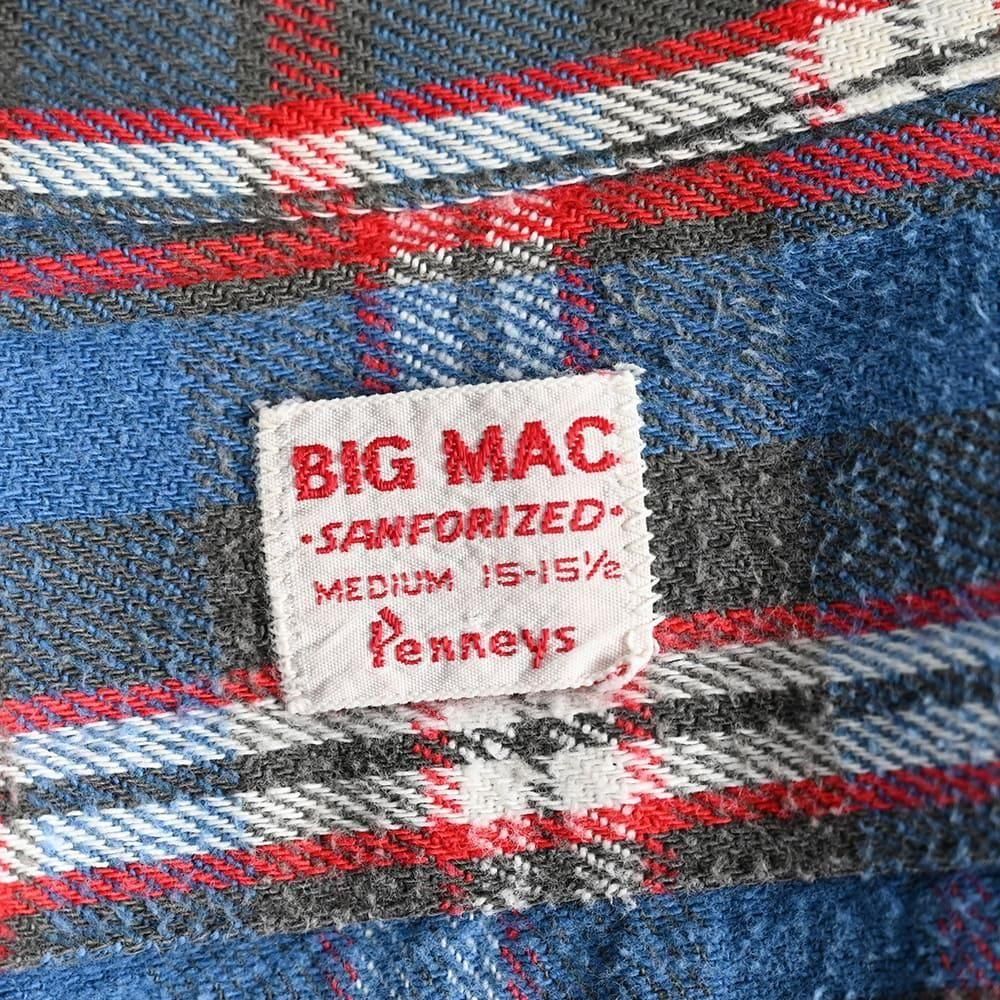 BIG MAC
·SANFORIZED·
MEDIUM 15-15½
Penneys